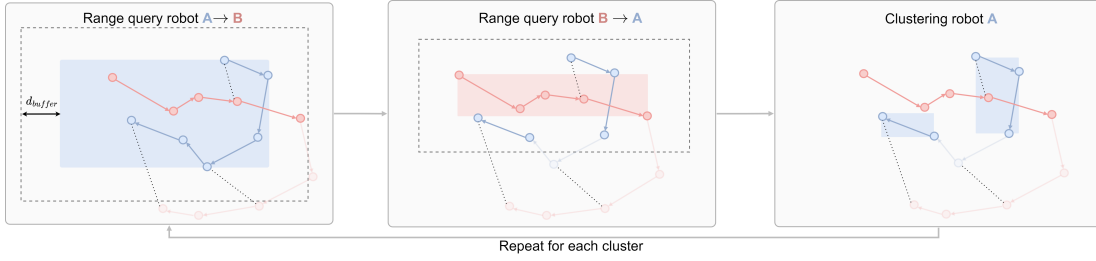 Range query robot A→ B
Range query robot B → A
Clustering robot A
d_buffer
Repeat for each cluster